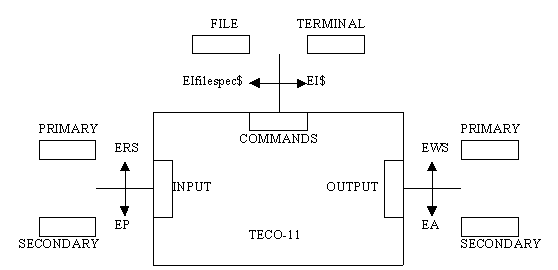 FILE TERMINAL
EIfilespec$ EI$
PRIMARY COMMANDS PRIMARY
ERS EWS
INPUT OUTPUT
EP EA
TECO-11
SECONDARY SECONDARY